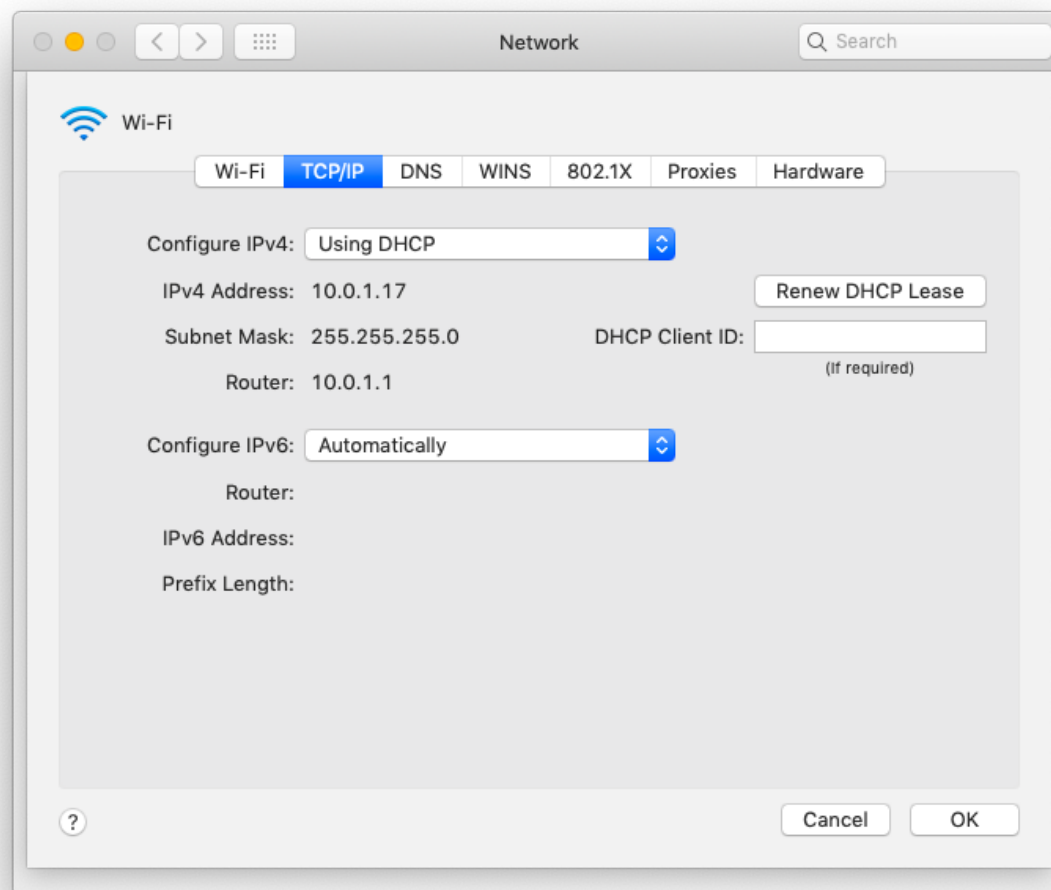 Network
Search
Wi-Fi
Wi-Fi TCP/IP DNS WINS 802.1X Proxies Hardware
Configure IPv4: Using DHCP
IPv4 Address: 10.0.1.17 Renew DHCP Lease
Subnet Mask: 255.255.255.0 DHCP Client ID:
(If required)
Router: 10.0.1.1
Configure IPv6: Automatically
Router:
IPv6 Address:
Prefix Length:
? Cancel OK